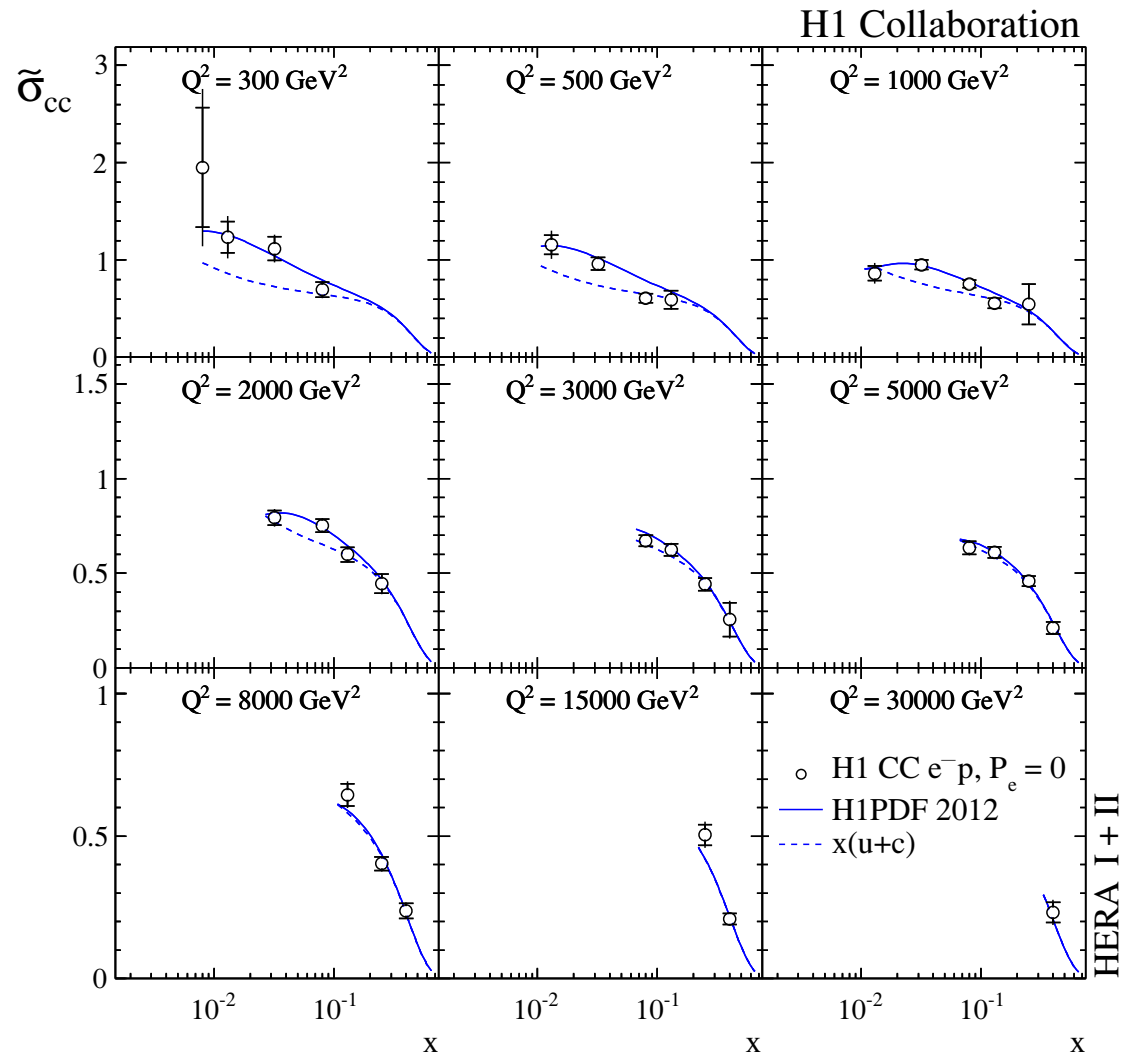 H1 Collaboration
σ̃cc
Q² = 300 GeV²
Q² = 500 GeV²
Q² = 1000 GeV²
3
2
1
0
Q² = 2000 GeV²
Q² = 3000 GeV²
Q² = 5000 GeV²
1.5
1
0.5
0
Q² = 8000 GeV²
Q² = 15000 GeV²
Q² = 30000 GeV²
1
0.5
0
H1 CC e⁻p, Pₑ = 0
H1PDF 2012
x(u+c)
HERA I + II
10⁻² 10⁻¹ 10⁻² 10⁻¹ 10⁻² 10⁻¹
x x x